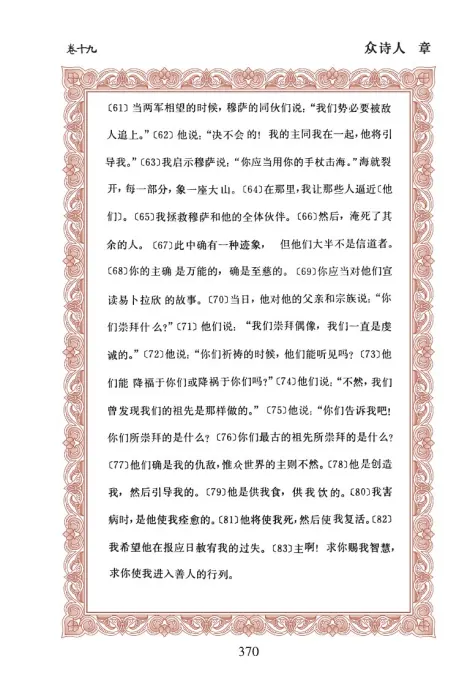 卷十九
众诗人 章
〔61〕当两军相望的时候，穆萨的同伙们说：“我们势必要被敌
人追上。”〔62〕他说：“决不会的！我的主同我在一起，他将引
导我。”〔63〕我启示穆萨说：“你应当用你的手杖击海。”海就裂
开，每一部分，象一座大山。〔64〕在那里，我让那些人逼近〔他
们〕。〔65〕我拯救穆萨和他的全体伙伴。〔66〕然后，淹死了其
余的人。〔67〕此中确有一种迹象， 但他们大半不是信道者。
〔68〕你的主确 是万能的，确是至慈的。〔69〕你应当对他们宣
读易卜拉欣 的故事。〔70〕当日，他对他的父亲和宗族说：“你
们崇拜什么？”〔71〕他们说：“我们崇拜偶像，我们一直是虔
诚的。”〔72〕他说：“你们祈祷的时候，他们能听见吗？〔73〕他
们能 降福于你们或降祸于你们吗？”〔74〕他们说：“不然，我们
曾发现我们的祖先是那样做的。”〔75〕他说：“你们告诉我吧！
你们所崇拜的是什么？〔76〕你们最古的祖先所崇拜的是什么？
〔77〕他们确是我的仇敌，惟众世界的主则不然。〔78〕他是创造
我，然后引导我的。〔79〕他是供我食，供我饮的。〔80〕我害
病时，是他使我痊愈的。〔81〕他将使我死，然后使我复活。〔82〕
我希望他在报应日赦宥我的过失。〔83〕主啊！求你赐我智慧，
求你使我进入善人的行列。
370